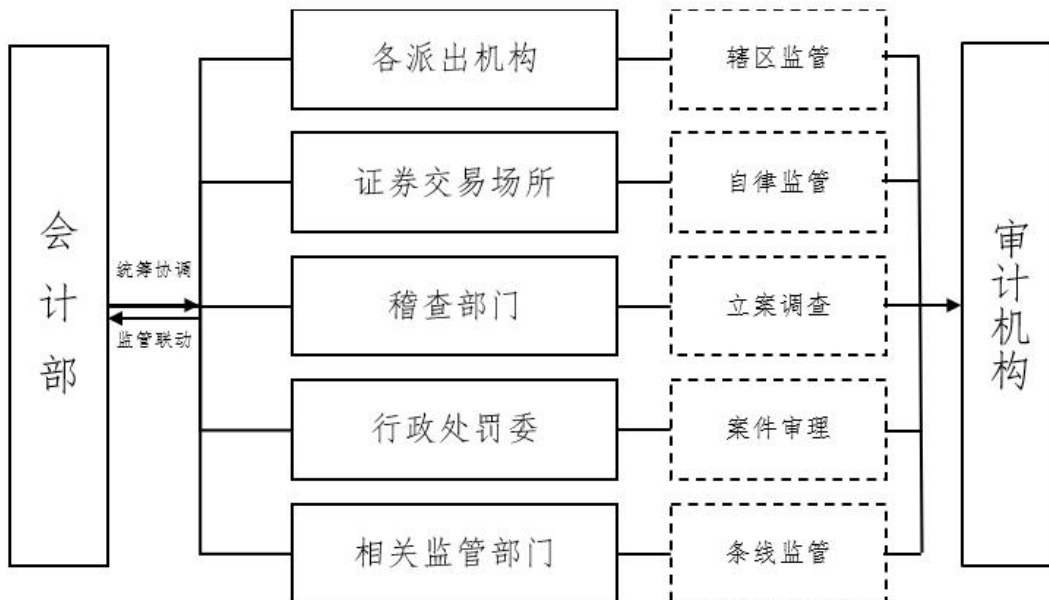 会计部
统筹协调
监管联动
各派出机构
辖区监管
证券交易场所
自律监管
稽查部门
立案调查
行政处罚委
案件审理
相关监管部门
条线监管
审计机构